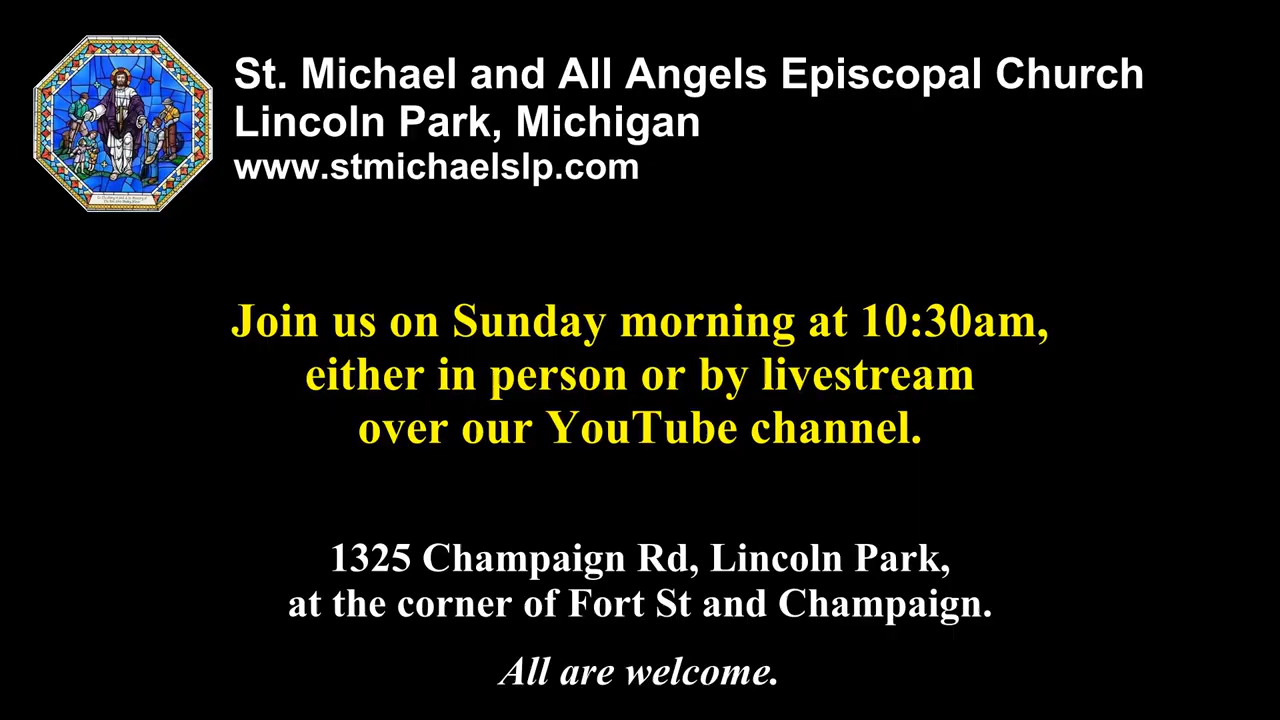 St. Michael and All Angels Episcopal Church
Lincoln Park, Michigan
www.stmichaelslp.com
Join us on Sunday morning at 10:30am,
either in person or by livestream
over our YouTube channel.
1325 Champaign Rd, Lincoln Park,
at the corner of Fort St and Champaign.
All are welcome.